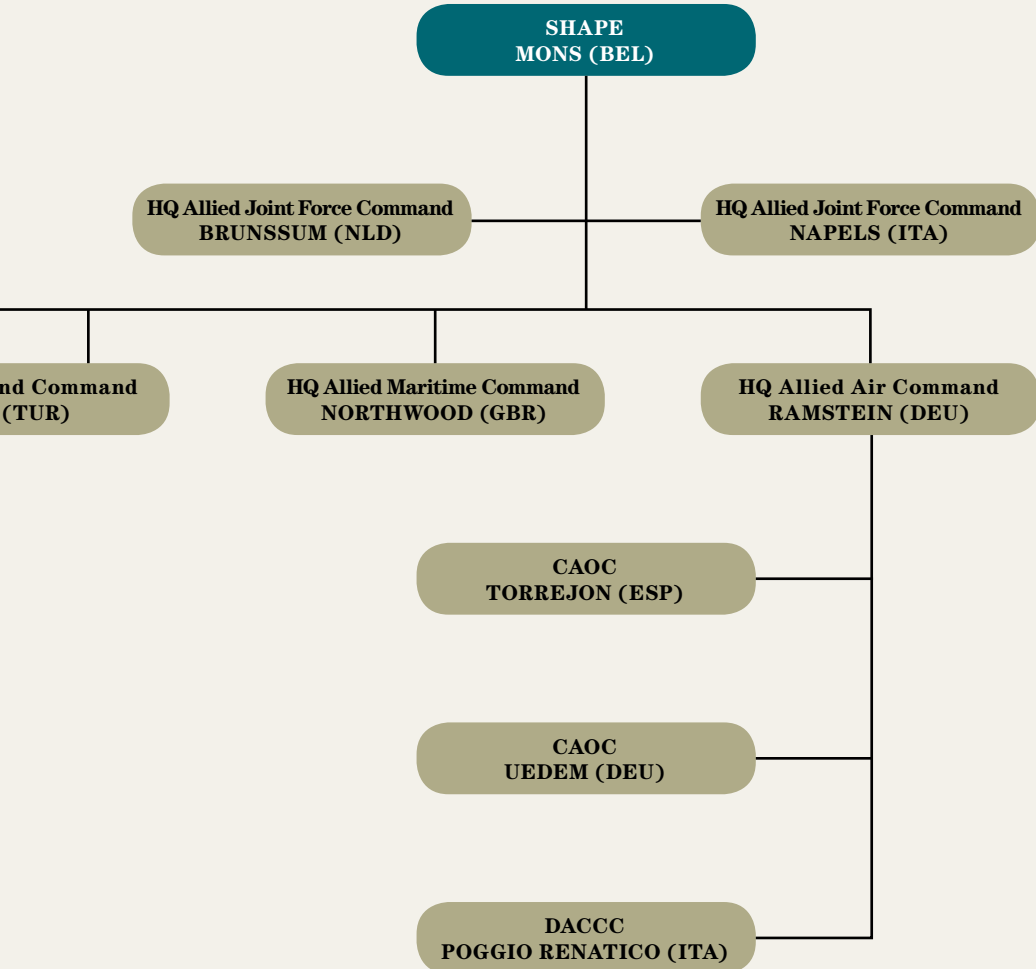 SHAPE
MONS (BEL)
HQ Allied Joint Force Command
BRUNSSUM (NLD)
HQ Allied Joint Force Command
NAPELS (ITA)
Command
(TUR)
HQ Allied Maritime Command
NORTHWOOD (GBR)
HQ Allied Air Command
RAMSTEIN (DEU)
CAOC
TORREJON (ESP)
CAOC
UEDEM (DEU)
DACCC
POGGIO RENATICO (ITA)